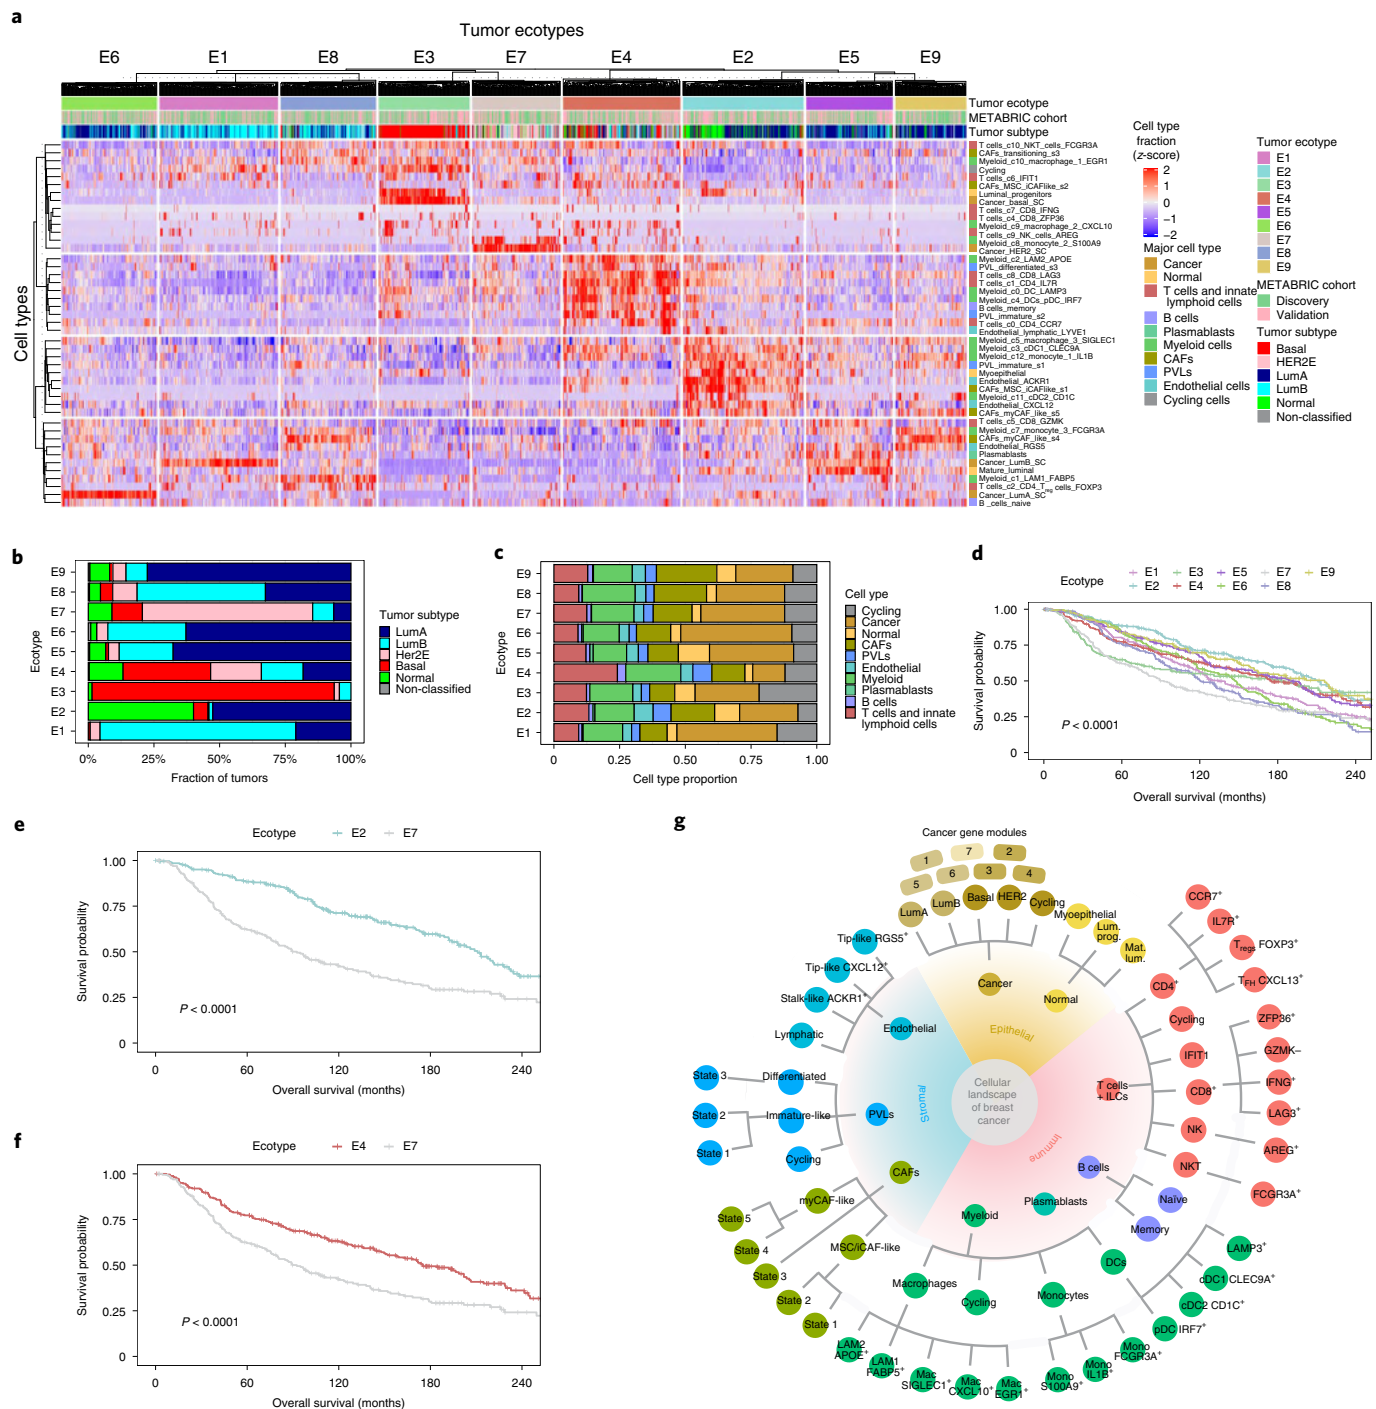 a
Tumor ecotypes
E6 E1 E8 E3 E7 E4 E2 E5 E9
Tumor ecotype
METABRIC cohort
Tumor subtype
Cell types
T cells_c10_NKT_cells_FCGR3A
CAFs_transitioning_s3
Myeloid_c10_macrophage_1_EGR1
Cycling
T cells_c6_IFIT1
CAFs_MSC_iCAFlike_s2
Luminal_progenitors
Cancer_basal_SC
T cells_c7_CD8_IFNG
T cells_c4_CD8_ZFP36
Myeloid_c9_macrophage_2_CXCL10
T cells_c9_NK_cells_AREG
Myeloid_c8_monocyte_2_S100A9
Cancer_HER2_SC
Myeloid_c2_LAM2_APOE
PVL_differentiated_s3
T cells_c8_CD8_LAG3
T cells_c1_CD4_IL7R
Myeloid_c0_DC_LAMP3
Myeloid_c4_DCs_pDC_IRF7
B cells_memory
PVL_immature_s2
T cells_c0_CD4_CCR7
Endothelial_lymphatic_LYVE1
Myeloid_c5_macrophage_3_SIGLEC1
Myeloid_c3_cDC1_CLEC9A
Myeloid_c12_monocyte_1_IL1B
PVL_immature_s1
Myoepithelial
Endothelial_ACKR1
CAFs_MSC_iCAFlike_s1
Myeloid_c11_cDC2_CD1C
Endothelial_CXCL12
CAFs_myCAF_like_s5
T cells_c5_CD8_GZMK
Myeloid_c7_monocyte_3_FCGR3A
CAFs_myCAF_like_s4
Endothelial_RGS5
Plasmablasts
Cancer_LumB_SC
Mature_luminal
Myeloid_c1_LAM1_FABP5
T cells_c2_CD4_Treg cells_FOXP3
Cancer_LumA_SC
B _cells_naive
Cell type
fraction
(z-score)
2
1
0
−1
−2
Major cell type
Cancer
Normal
T cells and innate
lymphoid cells
B cells
Plasmablasts
Myeloid cells
CAFs
PVLs
Endothelial cells
Cycling cells
Tumor ecotype
E1
E2
E3
E4
E5
E6
E7
E8
E9
METABRIC cohort
Discovery
Validation
Tumor subtype
Basal
HER2E
LumA
LumB
Normal
Non-classified
b
Ecotype
E9
E8
E7
E6
E5
E4
E3
E2
E1
0% 25% 50% 75% 100%
Fraction of tumors
Tumor subtype
LumA
LumB
Her2E
Basal
Normal
Non-classified
c
Ecotype
E9
E8
E7
E6
E5
E4
E3
E2
E1
0 0.25 0.50 0.75 1.00
Cell type proportion
Cell type
Cycling
Cancer
Normal
CAFs
PVLs
Endothelial
Myeloid
Plasmablasts
B cells
T cells and innate
lymphoid cells
d
Ecotype
E1 E3 E5 E7 E9
E2 E4 E6 E8
Survival probability
1.00
0.75
0.50
0.25
0
P < 0.0001
0 60 120 180 240
Overall survival (months)
e
Ecotype E2 E7
Survival probability
1.00
0.75
0.50
0.25
0
P < 0.0001
0 60 120 180 240
Overall survival (months)
f
Ecotype E4 E7
Survival probability
1.00
0.75
0.50
0.25
0
P < 0.0001
0 60 120 180 240
Overall survival (months)
g
Cancer gene modules
1 7 2
5 6 3 4
LumA LumB Basal HER2 Cycling
Myoepithelial
Lum.
prog.
Mat.
lum.
Cancer
Normal
Epithelial
Cellular
landscape
of breast
cancer
Stromal
Immune
Tip-like RGS5+
Tip-like CXCL12+
Stalk-like ACKR1+
Lymphatic
Endothelial
State 3
Differentiated
State 2
Immature-like
PVLs
State 1
Cycling
CAFs
myCAF-like
State 5
State 4
MSC/iCAF-like
State 3
State 2
State 1
CCR7+
IL7R+
Tregs FOXP3+
TFH CXCL13+
CD4+
Cycling
ZFP36+
IFIT1
GZMK–
T cells
+ ILCs
CD8+
IFNG+
LAG3+
NK
AREG+
NKT
FCGR3A+
B cells
Naïve
Memory
Plasmablasts
Myeloid
DCs
LAMP3+
cDC1 CLEC9A+
cDC2 CD1C+
pDC IRF7+
Macrophages
Cycling
Monocytes
LAM2
APOE+
LAM1
FABP5+
Mac
SIGLEC1+
Mac
CXCL10+
Mac
EGR1+
Mono
S100A9+
Mono
IL1B+
Mono
FCGR3A+